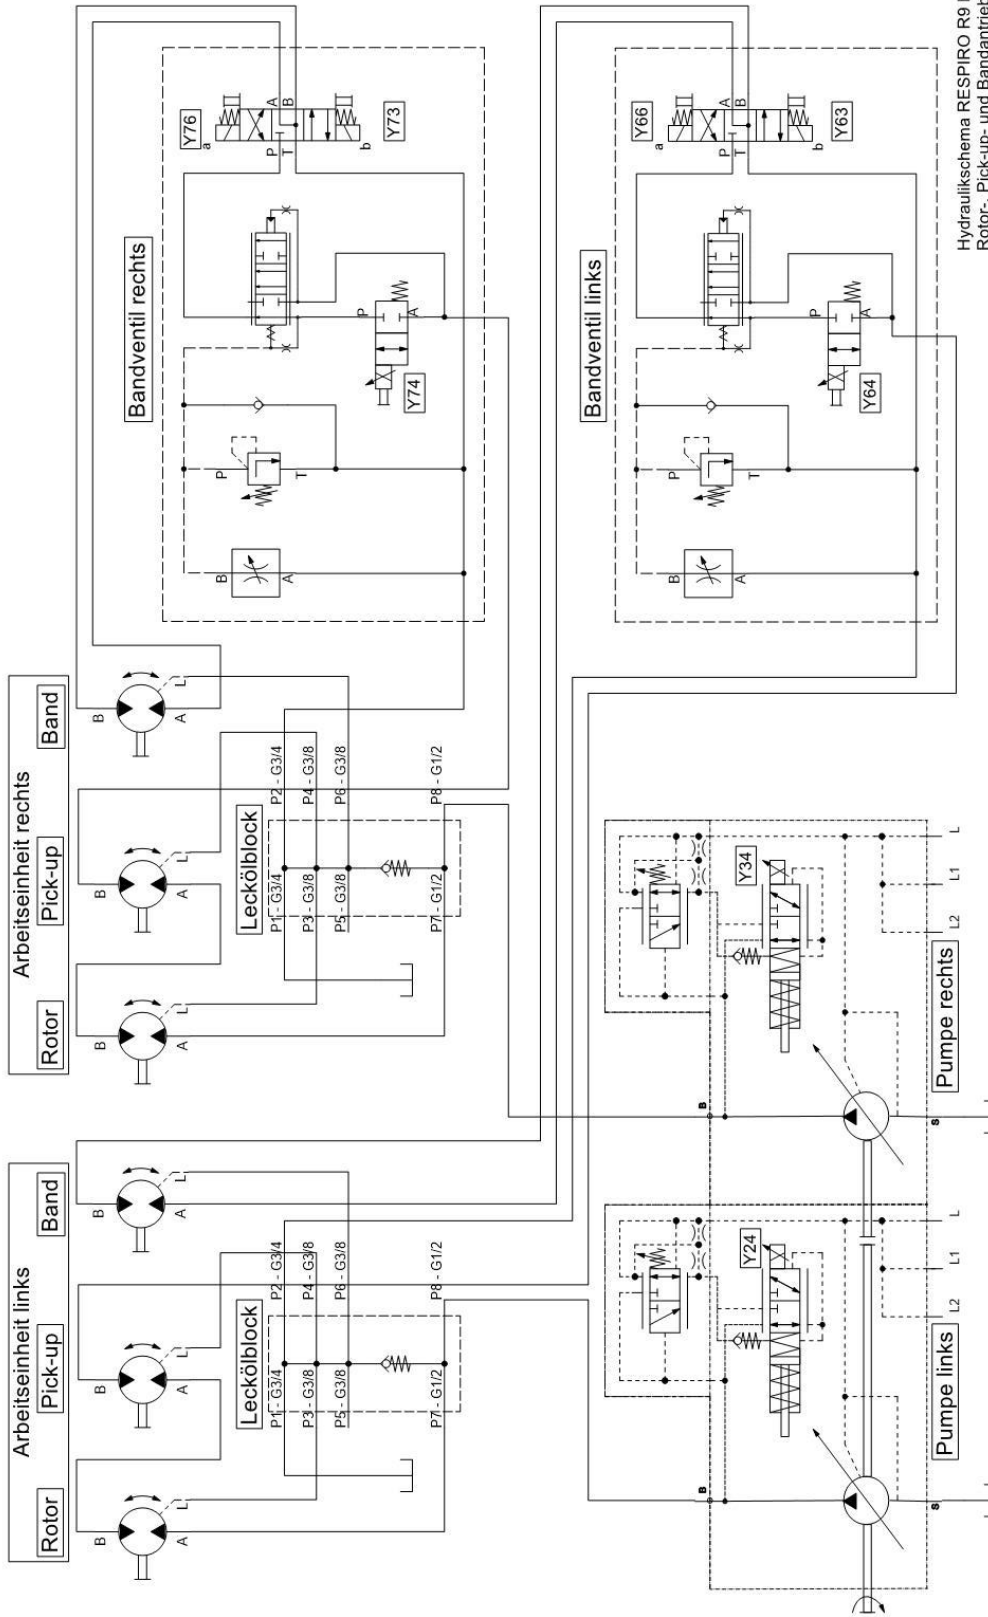 Arbeitseinheit links
Rotor
Pick-up
Band
B
A
L
B
A
L
B
A
L
Leckölblock
P1 - G3/4
P2 - G3/4
P3 - G3/8
P4 - G3/8
P5 - G3/8
P6 - G3/8
P7 - G1/2
P8 - G1/2
Arbeitseinheit rechts
Rotor
Pick-up
Band
B
A
L
B
A
L
B
A
L
Leckölblock
P1 - G3/4
P2 - G3/4
P3 - G3/8
P4 - G3/8
P5 - G3/8
P6 - G3/8
P7 - G1/2
P8 - G1/2
Bandventil rechts
B
A
P
T
P
A
Y74
Y76
a
P
T
A
B
b
Y73
Bandventil links
B
A
P
T
P
A
Y64
Y66
a
P
T
A
B
b
Y63
B
Y24
S
Pumpe links
L2
L1
L
B
Y34
S
Pumpe rechts
L2
L1
L
Hydraulikschema RESPIRO R9
Rotor-, Pick-up- und Bandantrieb